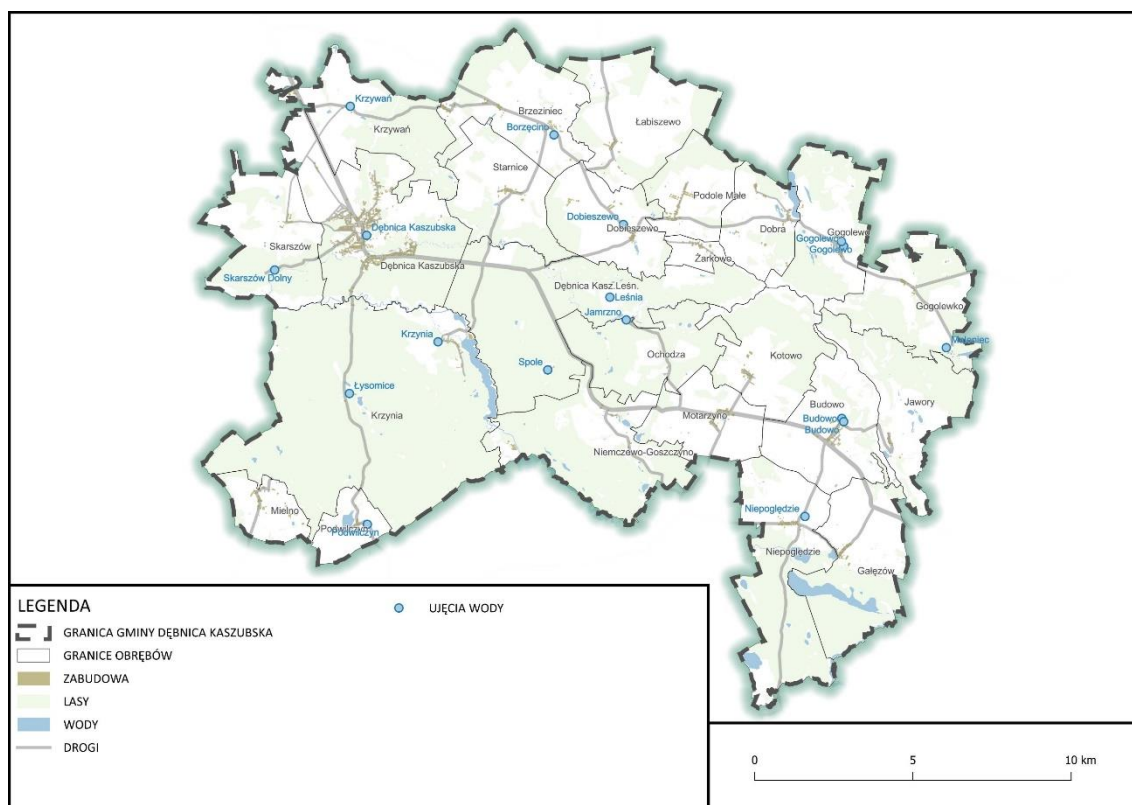 Krzywań
Krzywań
Brzeziniec
Borzęcino
Łabiszewo
Starnice
Podole Małe
Dobieszewo
Dobieszewo
Dobra
Gogolewo
Gogolewo
Gogolewo
Dębnica Kaszubska
Skarszów
Żarkowo
Dębnica Kaszubska
Skarszów Dolny
Dębnica Kasz.Leśn.
Leśnia
Gogolewko
Jamrzno
Krzynia
Ochodza
Kotowo
Spole
Łysomice
Krzynia
Budowo
Jawory
Motarzyno
Budowo
Budowo
Niemczewo-Goszczyno
Mielno
Podwilczyn
Podwilczyn
Niepoględzie
Niepoględzie
Gałęzów
LEGENDA
UJĘCIA WODY
GRANICA GMINY DĘBNICA KASZUBSKA
GRANICE OBRĘBÓW
ZABUDOWA
LASY
WODY
DROGI
0 5 10 km